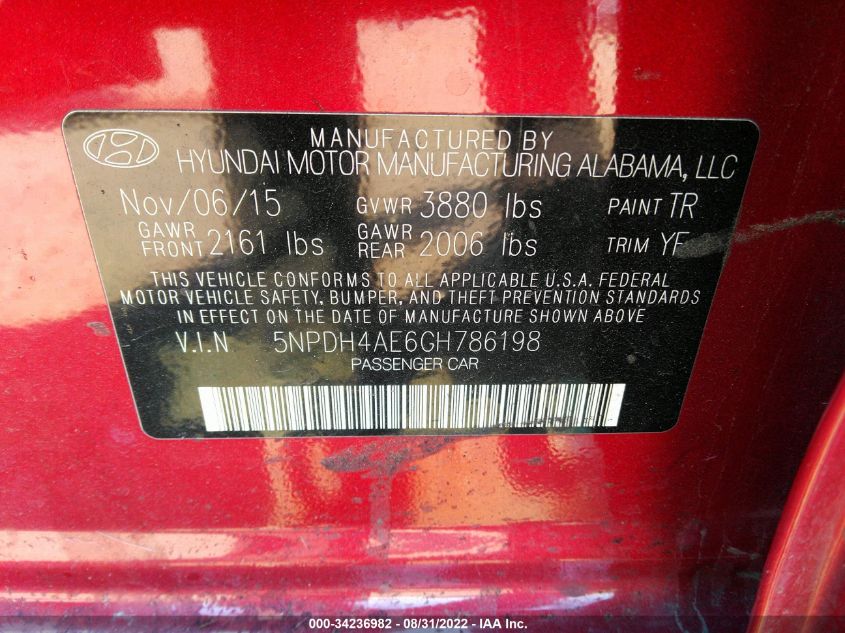 MANUFACTURED BY
HYUNDAI MOTOR MANUFACTURING ALABAMA, LLC
Nov/06/15 GVWR 3880 lbs PAINT TR
GAWR FRONT 2161 lbs GAWR REAR 2006 lbs TRIM YF
THIS VEHICLE CONFORMS TO ALL APPLICABLE U.S.A. FEDERAL
MOTOR VEHICLE SAFETY, BUMPER, AND THEFT PREVENTION STANDARDS
IN EFFECT ON THE DATE OF MANUFACTURE SHOWN ABOVE.
V.I.N 5NPDH4AE6GH786198
PASSENGER CAR
000-34236982 - 08/31/2022 - IAA Inc.